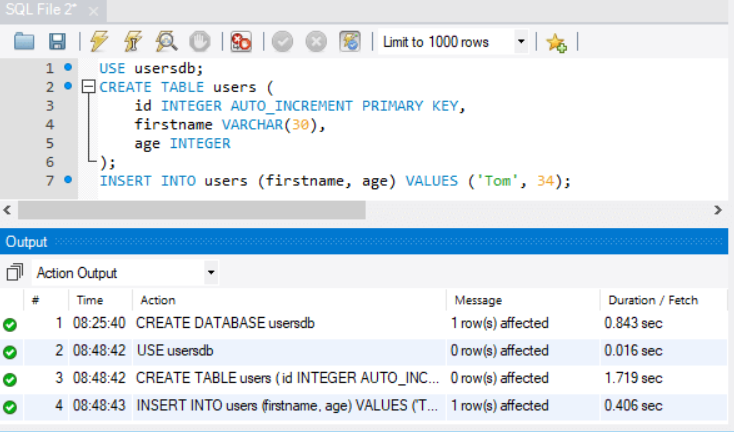 SQL File 2*
Limit to 1000 rows
1 USE usersdb;
2 CREATE TABLE users (
3 id INTEGER AUTO_INCREMENT PRIMARY KEY,
4 firstname VARCHAR(30),
5 age INTEGER
6 );
7 INSERT INTO users (firstname, age) VALUES ('Tom', 34);
Output
Action Output
# Time Action Message Duration / Fetch
1 08:25:40 CREATE DATABASE usersdb 1 row(s) affected 0.843 sec
2 08:48:42 USE usersdb 0 row(s) affected 0.016 sec
3 08:48:42 CREATE TABLE users ( id INTEGER AUTO_INC... 0 row(s) affected 1.719 sec
4 08:48:43 INSERT INTO users (firstname, age) VALUES ('T... 1 row(s) affected 0.406 sec